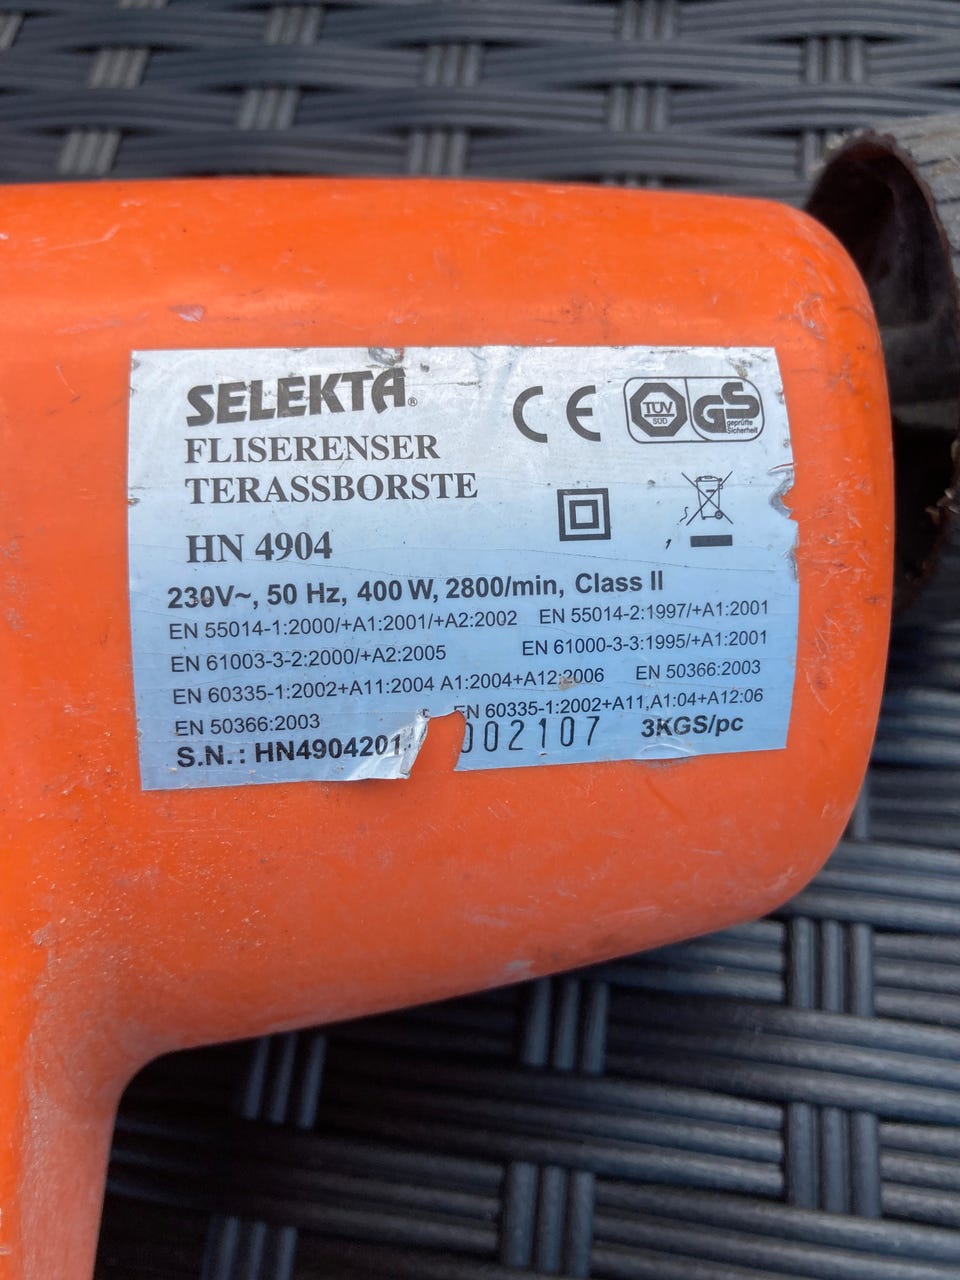 SELEKTA®
CE
TÜV
SÜD
GS
geprüfte
Sicherheit
FLISERENSER
TERASSBORSTE
HN 4904
230V~, 50 Hz, 400 W, 2800/min, Class II
EN 55014-1:2000/+A1:2001/+A2:2002 EN 55014-2:1997/+A1:2001
EN 61003-3-2:2000/+A2:2005 EN 61000-3-3:1995/+A1:2001
EN 60335-1:2002+A11:2004 A1:2004+A12:2006 EN 50366:2003
EN 50366:2003 EN 60335-1:2002+A11,A1:04+A12:06
S.N.: HN4904201 002107 3KGS/pc